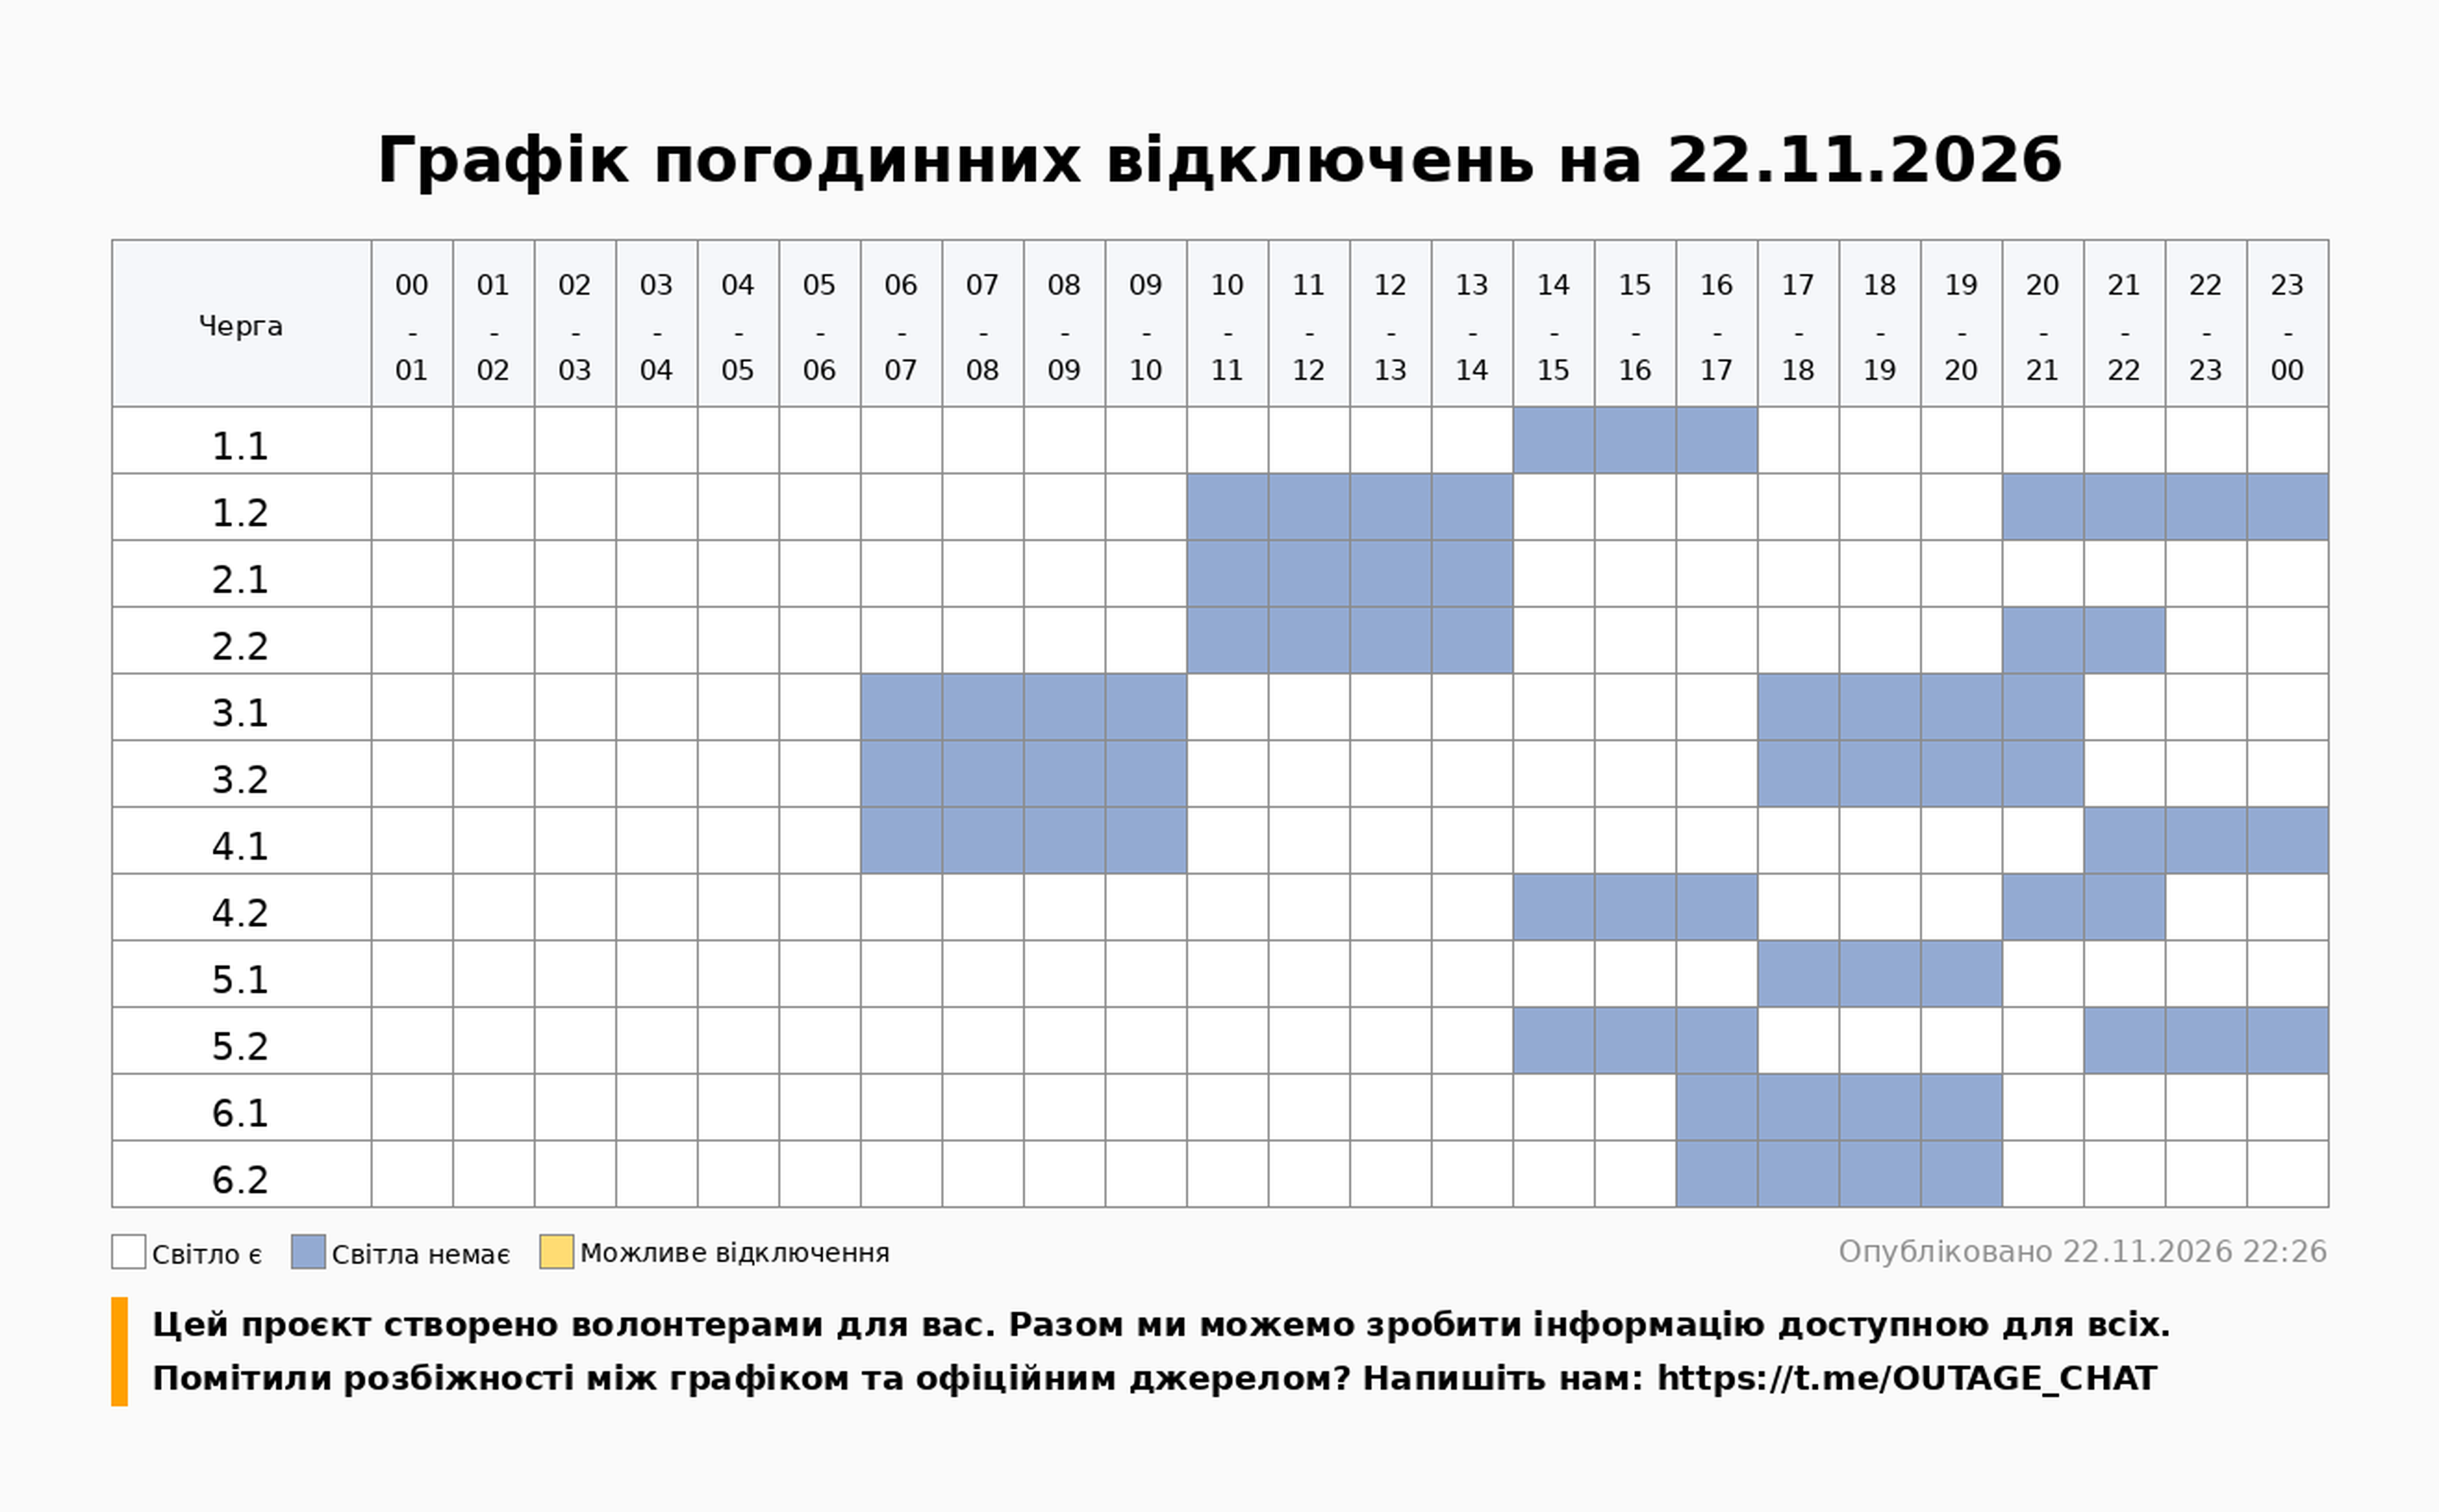 Графік погодинних відключень на 22.11.2026
Черга 00 - 01 01 - 02 02 - 03 03 - 04 04 - 05 05 - 06 06 - 07 07 - 08 08 - 09 09 - 10 10 - 11 11 - 12 12 - 13 13 - 14 14 - 15 15 - 16 16 - 17 17 - 18 18 - 19 19 - 20 20 - 21 21 - 22 22 - 23 23 - 00
1.1
1.2
2.1
2.2
3.1
3.2
4.1
4.2
5.1
5.2
6.1
6.2
Світло є Світла немає Можливе відключення Опубліковано 22.11.2026 22:26
Цей проєкт створено волонтерами для вас. Разом ми можемо зробити інформацію доступною для всіх.
Помітили розбіжності між графіком та офіційним джерелом? Напишіть нам: https://t.me/OUTAGE_CHAT